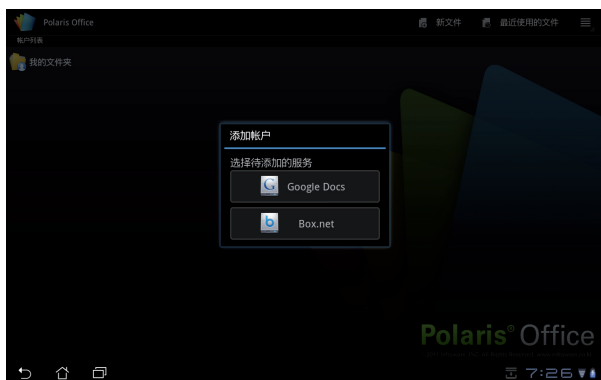 Polaris Office
新文件
最近使用的文件
帐户列表
我的文件夹
添加帐户
选择待添加的服务
Google Docs
Box.net
Polaris® Office
7:26